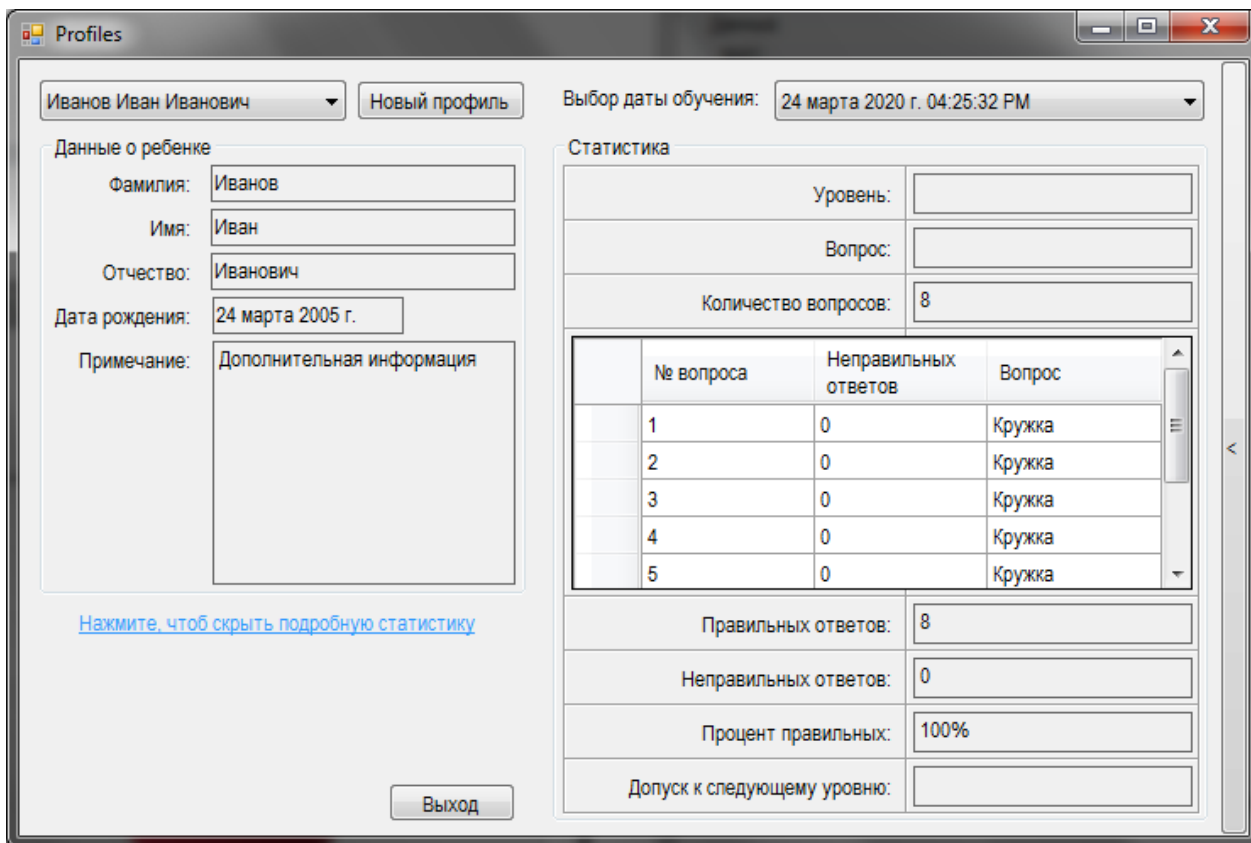 Profiles
Иванов Иван Иванович
Новый профиль
Выбор даты обучения:
24 марта 2020 г. 04:25:32 PM
Данные о ребенке
Фамилия:
Иванов
Имя:
Иван
Отчество:
Иванович
Дата рождения:
24 марта 2005 г.
Примечание:
Дополнительная информация
Нажмите, чтоб скрыть подробную статистику
Выход
Статистика
Уровень:
Вопрос:
Количество вопросов:
8
№ вопроса
Неправильных
ответов
Вопрос
1 0 Кружка
2 0 Кружка
3 0 Кружка
4 0 Кружка
5 0 Кружка
Правильных ответов:
8
Неправильных ответов:
0
Процент правильных:
100%
Допуск к следующему уровню:
<